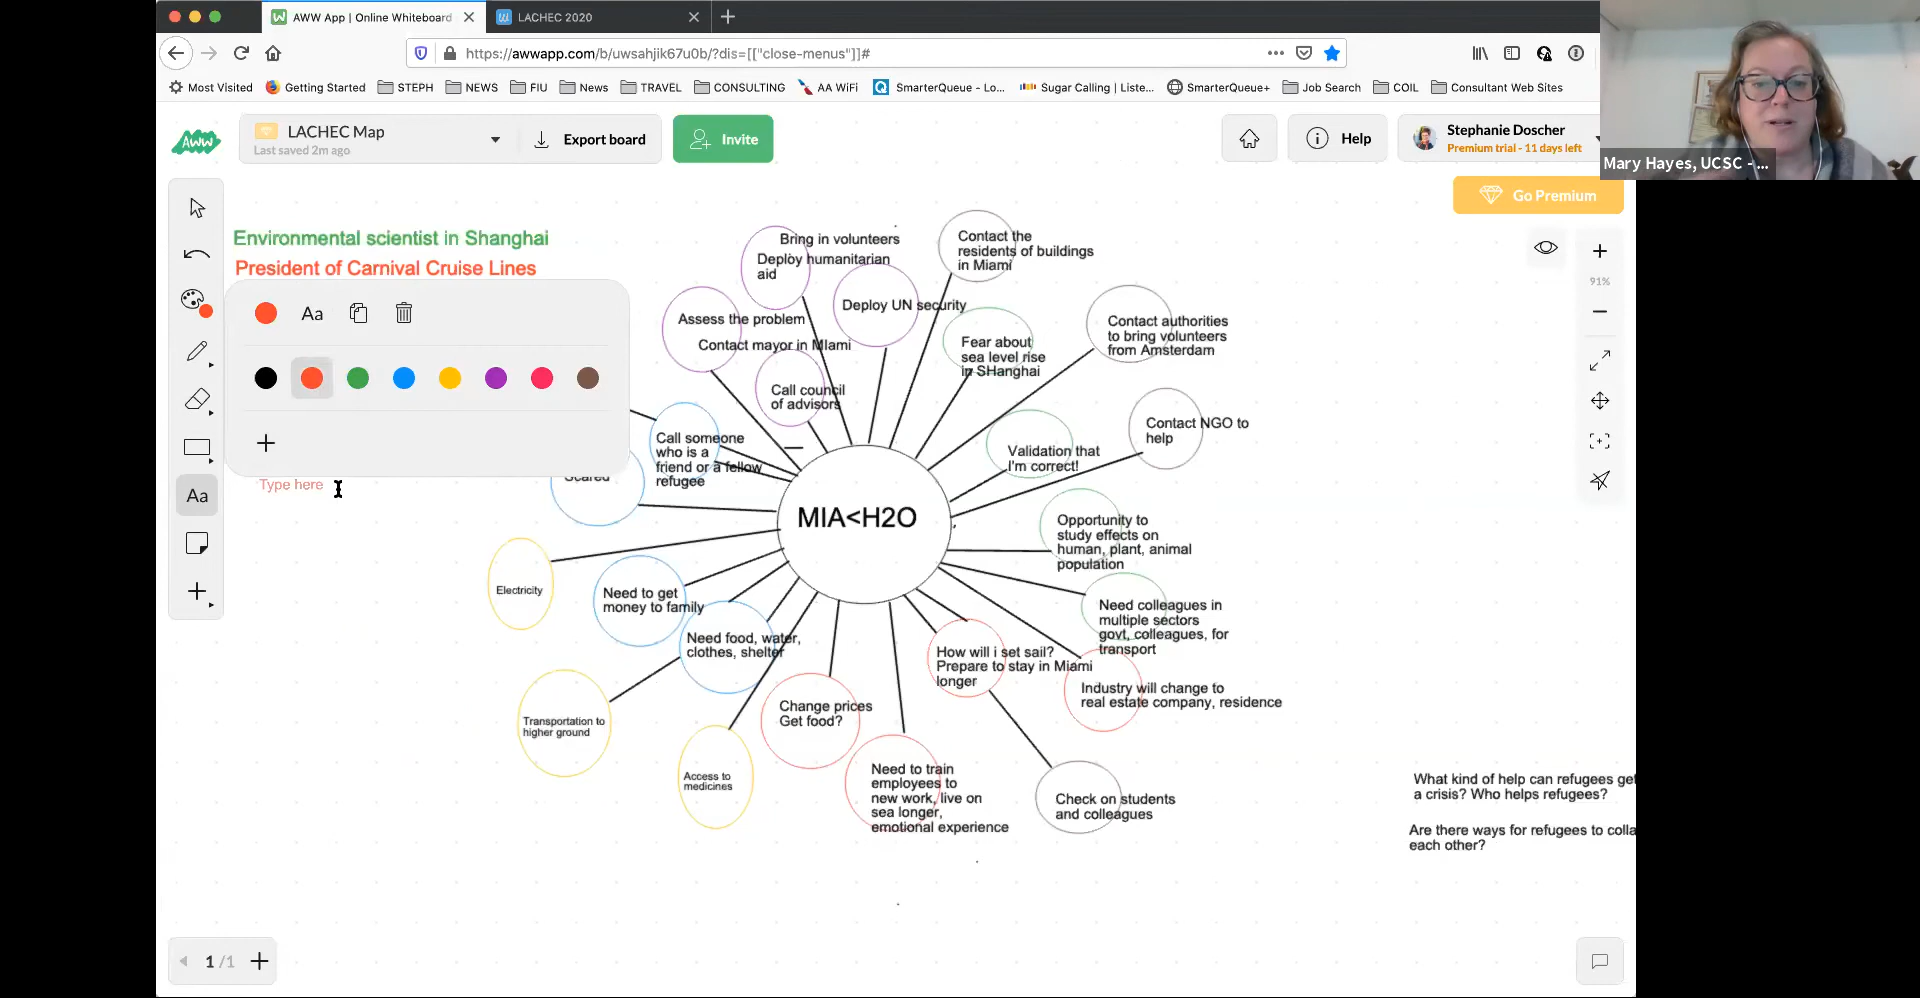 AWW App | Online Whiteboard
LACHEC 2020
https://awwapp.com/b/uwsahjik67u0b/?dis=[["close-menus"]]#
Most Visited
Getting Started
STEPH
NEWS
FIU
News
TRAVEL
CONSULTING
AA WiFi
SmarterQueue - Lo...
Sugar Calling | Liste...
SmarterQueue+
Job Search
COIL
Consultant Web Sites
AWW
LACHEC Map
Last saved 2m ago
Export board
Invite
Help
Stephanie Doscher
Premium trial - 11 days left
Mary Hayes, UCSC - ...
Go Premium
91%
Environmental scientist in Shanghai
President of Carnival Cruise Lines
Aa
Type here
Aa
Bring in volunteers
Deploy humanitarian
aid
Contact the
residents of buildings
in Miami
Deploy UN security
Assess the problem
Contact mayor in MIami
Call council
of advisors
Fear about
sea level rise
in SHanghai
Contact authorities
to bring volunteers
from Amsterdam
Contact NGO to
help
Validation that
I'm correct!
Call someone
who is a
friend or a fellow
refugee
Scared
MIA<H2O
Opportunity to
study effects on
human, plant, animal
population
Electricity
Need to get
money to family
Need colleagues in
multiple sectors
govt, colleagues, for
transport
Need food, water,
clothes, shelter
How will i set sail?
Prepare to stay in Miami
longer
Industry will change to
real estate company, residence
Transportation to
higher ground
Change prices
Get food?
Access to
medicines
Need to train
employees to
new work, live on
sea longer,
emotional experience
Check on students
and colleagues
What kind of help can refugees get
a crisis? Who helps refugees?
Are there ways for refugees to colla
each other?
1 /1